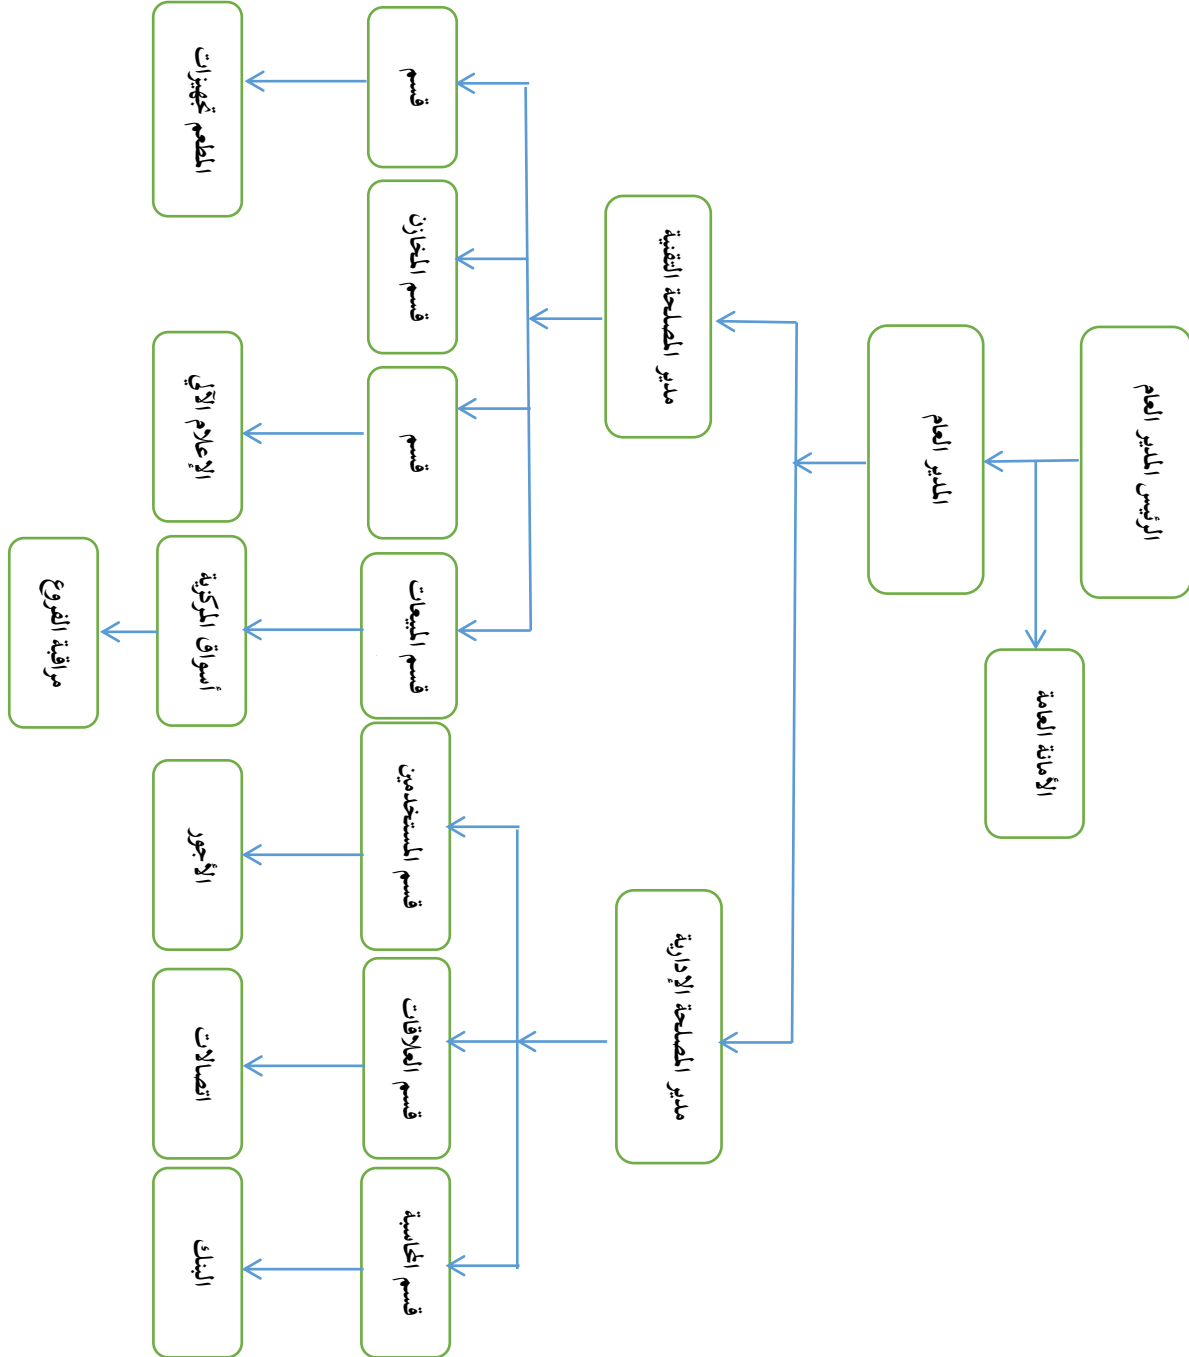 الرئيس المدير العام
المدير العام
الأمانة العامة
مدير المصلحة التقنية
مدير المصلحة الإدارية
قسم
قسم المخازن
قسم
قسم المبيعات
قسم المستخدمين
قسم العلاقات
قسم المحاسبة
المطعم تجهيزات
الإعلام الآلي
أسواق المركزية
الأجور
اتصالات
البنك
مراقبة الفروع